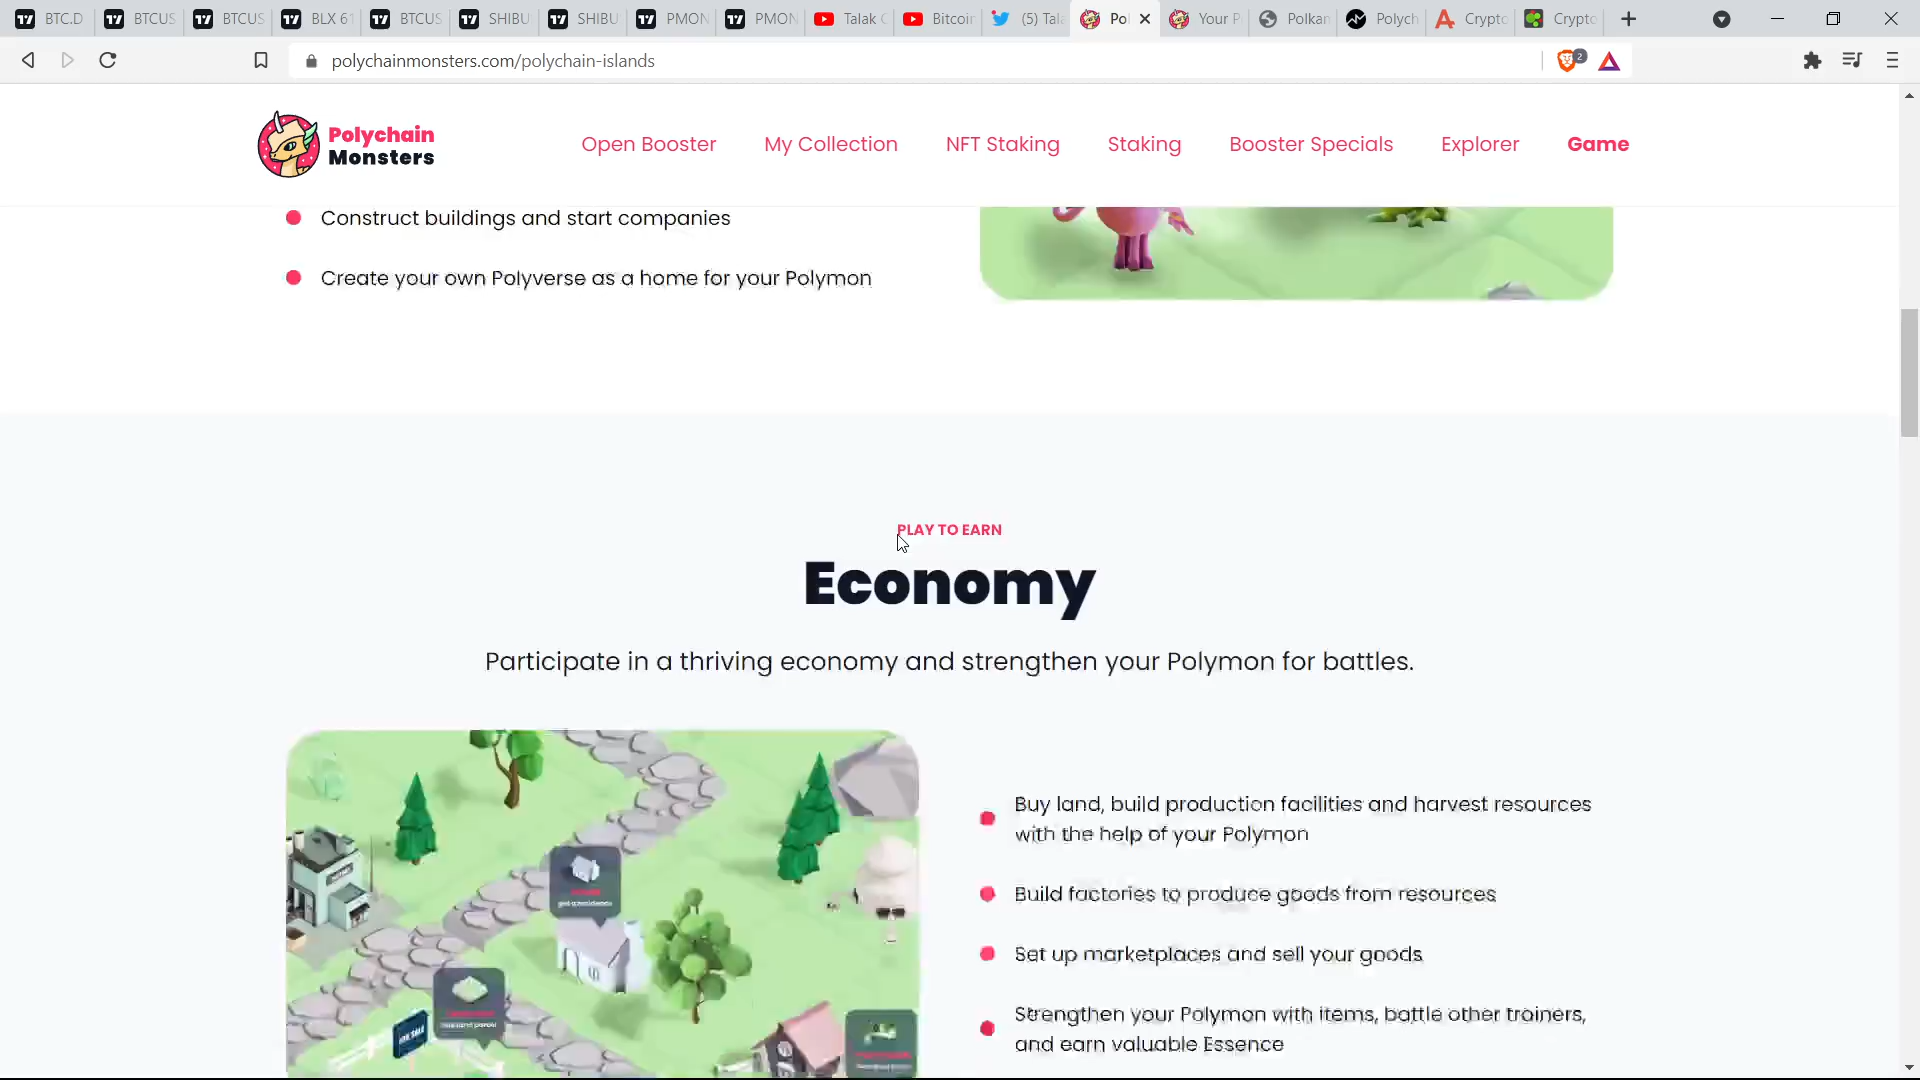 BTC.D
BTCUS
BTCUS
BLX 61
BTCUS
SHIBU
SHIBU
PMON
PMON
Talak C
Bitcoin
(5) Tal
Pol
Your P
Polkan
Polych
Crypto
Crypto
polychainmonsters.com/polychain-islands
2
Polychain
Monsters
Open Booster
My Collection
NFT Staking
Staking
Booster Specials
Explorer
Game
Construct buildings and start companies
Create your own Polyverse as a home for your Polymon
PLAY TO EARN
Economy
Participate in a thriving economy and strengthen your Polymon for battles.
Buy land, build production facilities and harvest resources
with the help of your Polymon
Build factories to produce goods from resources
Set up marketplaces and sell your goods
Strengthen your Polymon with items, battle other trainers,
and earn valuable Essence